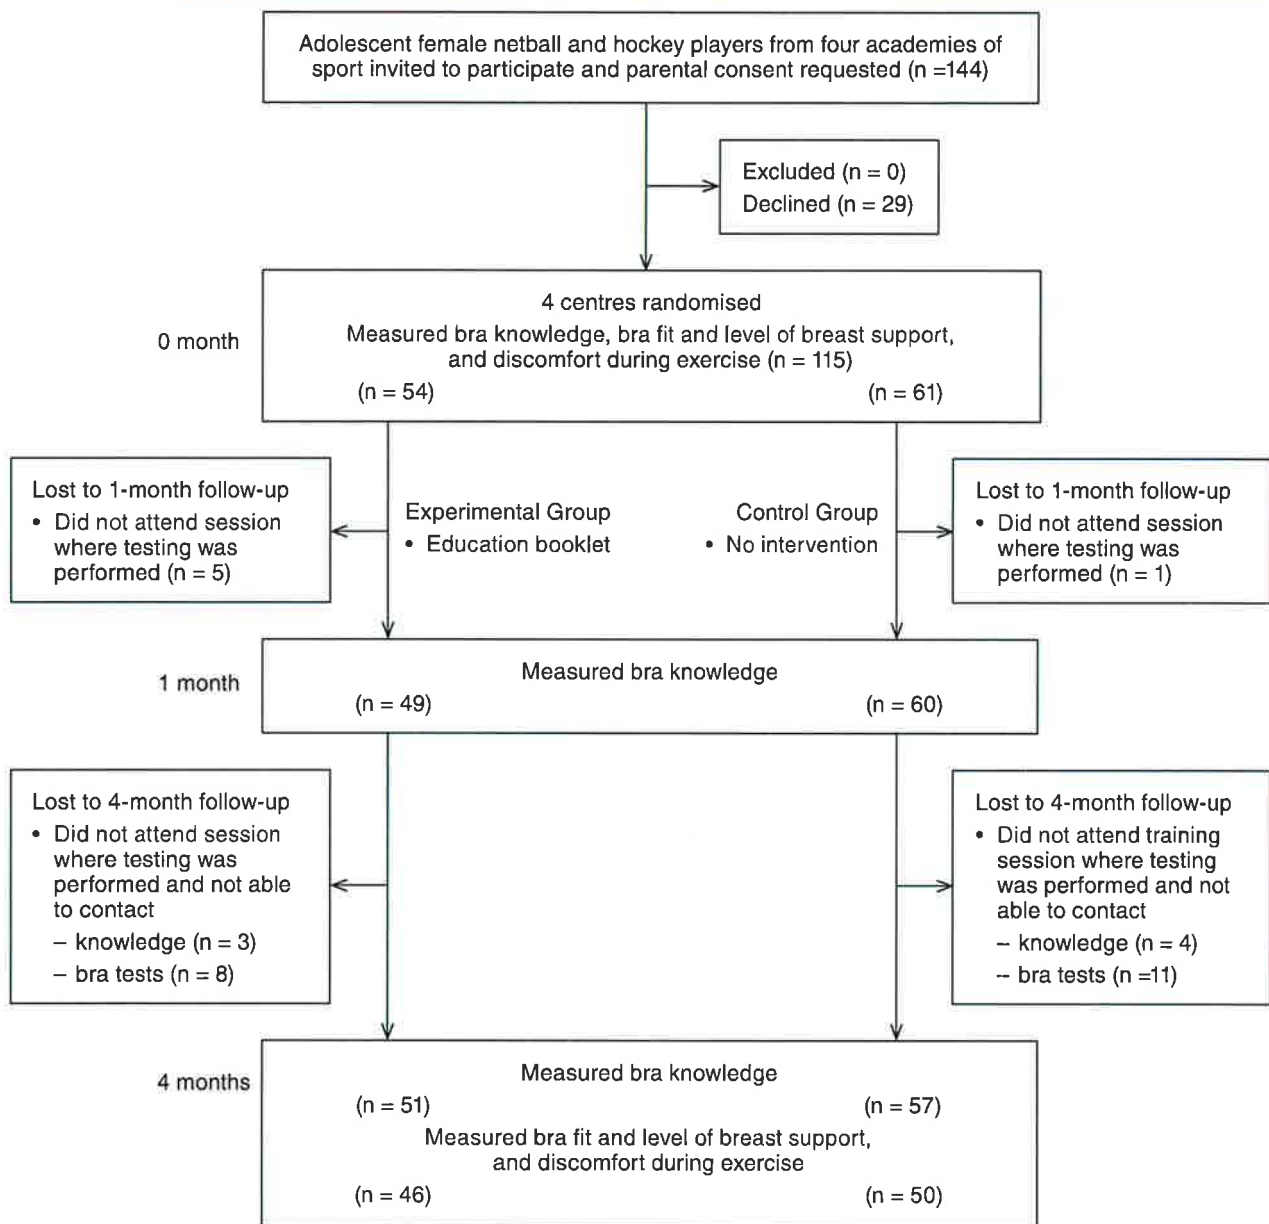 Adolescent female netball and hockey players from four academies of
sport invited to participate and parental consent requested (n =144)
Excluded (n = 0)
Declined (n = 29)
0 month
4 centres randomised
Measured bra knowledge, bra fit and level of breast support,
and discomfort during exercise (n = 115)
(n = 54)
(n = 61)
Lost to 1-month follow-up
• Did not attend session
where testing was
performed (n = 5)
Experimental Group
• Education booklet
Control Group
• No intervention
Lost to 1-month follow-up
• Did not attend session
where testing was
performed (n = 1)
1 month
Measured bra knowledge
(n = 49)
(n = 60)
Lost to 4-month follow-up
• Did not attend session
where testing was
performed and not able
to contact
– knowledge (n = 3)
– bra tests (n = 8)
Lost to 4-month follow-up
• Did not attend training
session where testing
was performed and not
able to contact
– knowledge (n = 4)
– bra tests (n =11)
4 months
Measured bra knowledge
(n = 51)
(n = 57)
Measured bra fit and level of breast support,
and discomfort during exercise
(n = 46)
(n = 50)